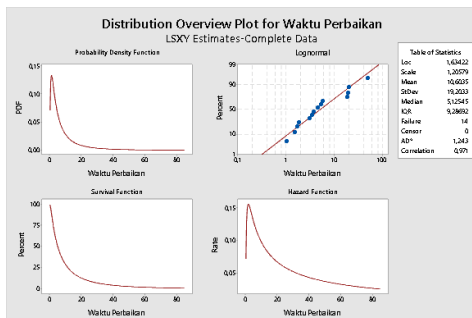 Distribution Overview Plot for Waktu Perbaikan
LSXY Estimates-Complete Data
Probability Density Function
0,15
0,10
0,05
0,00
PDF
0 20 40 60 80
Waktu Perbaikan
Lognormal
99
90
50
10
1
Percent
0,1 1 10 100
Waktu Perbaikan
Table of Statistics
Loc 1,63422
Scale 1,20579
Mean 10,6035
StDev 19,2033
Median 5,12545
IQR 9,28692
Failure 14
Censor 0
AD* 1,243
Correlation 0,971
Survival Function
100
75
50
25
0
Percent
0 20 40 60 80
Waktu Perbaikan
Hazard Function
0,15
0,10
0,05
Rate
0 20 40 60 80
Waktu Perbaikan